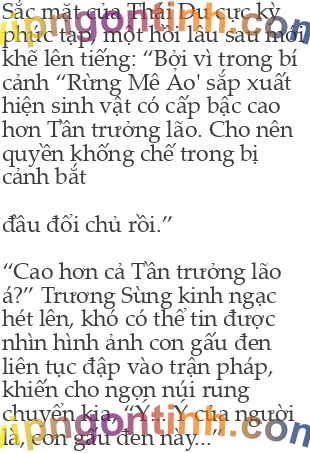 Sắc mặt của Thái Du cực kỳ
phức tạp, một hồi lâu sau mới
khẽ lên tiếng: “Bởi vì trong bí
cảnh “Rừng Mê Ảo' sắp xuất
hiện sinh vật có cấp bậc cao
hơn Tân trưởng lão. Cho nên
quyền khống chế trong bị
cảnh bắt
đầu đổi chủ rồi.”
“Cao hơn cả Tần trưởng lão
á?” Trương Sùng kinh ngạc
hét lên, khó có thể tin được
nhìn hình ảnh con gấu đen
liên tục đập vào trận pháp,
khiến cho ngọn núi rung
chuyển kia, “Ý... Ý của người
là, con gấu đen này...”